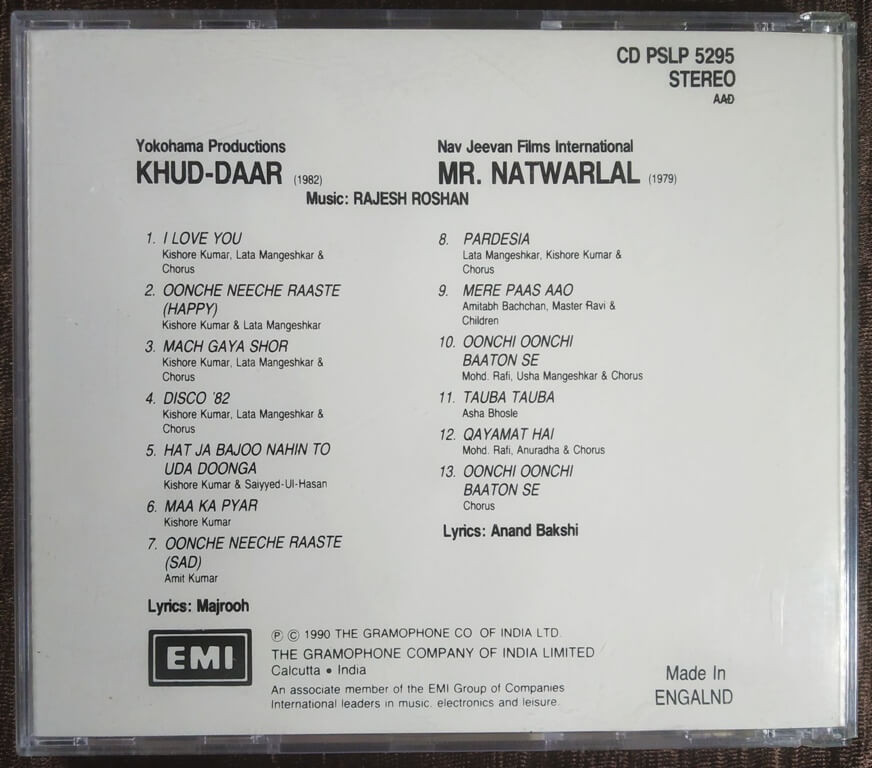 CD PSLP 5295
STEREO
AAD
Yokohama Productions
KHUD-DAAR (1982)
Nav Jeevan Films International
MR. NATWARLAL (1979)
Music: RAJESH ROSHAN
1. I LOVE YOU
Kishore Kumar, Lata Mangeshkar &
Chorus
2. OONCHE NEECHE RAASTE
(HAPPY)
Kishore Kumar & Lata Mangeshkar
3. MACH GAYA SHOR
Kishore Kumar, Lata Mangeshkar &
Chorus
4. DISCO '82
Kishore Kumar, Lata Mangeshkar &
Chorus
5. HAT JA BAJOO NAHIN TO
UDA DOONGA
Kishore Kumar & Saiyyed-Ul-Hasan
6. MAA KA PYAR
Kishore Kumar
7. OONCHE NEECHE RAASTE
(SAD)
Amit Kumar
Lyrics: Majrooh
8. PARDESIA
Lata Mangeshkar, Kishore Kumar &
Chorus
9. MERE PAAS AAO
Amitabh Bachchan, Master Ravi &
Children
10. OONCHI OONCHI
BAATON SE
Mohd. Rafi, Usha Mangeshkar & Chorus
11. TAUBA TAUBA
Asha Bhosle
12. QAYAMAT HAI
Mohd. Rafi, Anuradha & Chorus
13. OONCHI OONCHI
BAATON SE
Chorus
Lyrics: Anand Bakshi
EMI
℗ © 1990 THE GRAMOPHONE CO OF INDIA LTD.
THE GRAMOPHONE COMPANY OF INDIA LIMITED
Calcutta • India
An associate member of the EMI Group of Companies
International leaders in music. electronics and leisure.
Made In
ENGALND